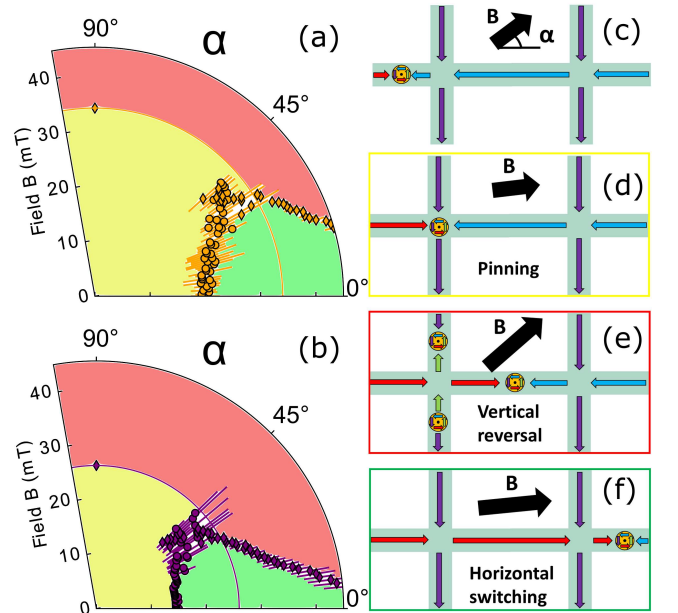 90°
α
(a)
45°
40
30
20
10
0
Field B (mT)
0°
90°
α
(b)
45°
40
30
20
10
0
Field B (mT)
0°
B
α
(c)
B
(d)
Pinning
B
(e)
Vertical
reversal
B
(f)
Horizontal
switching